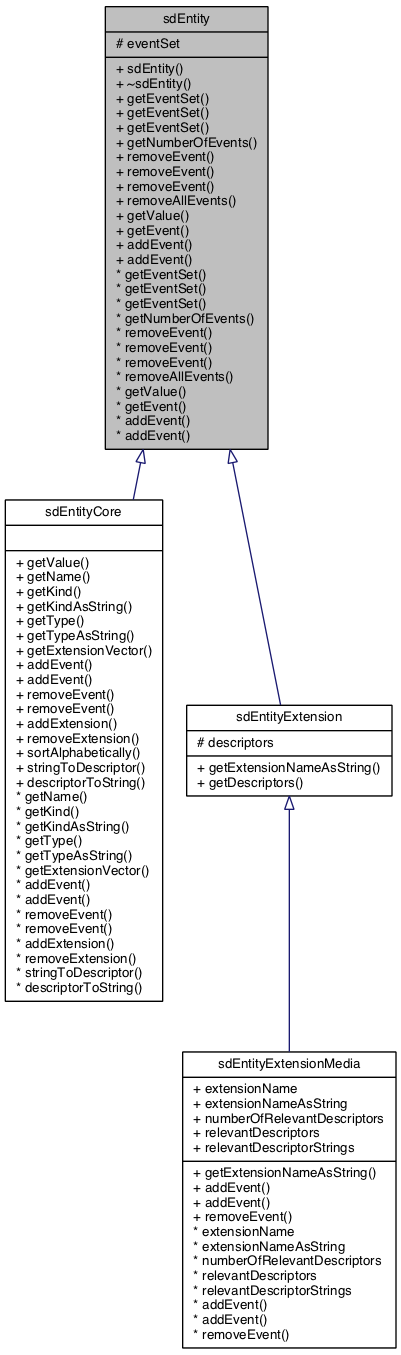 sdEntity
# eventSet
+ sdEntity()
+ ~sdEntity()
+ getEventSet()
+ getEventSet()
+ getEventSet()
+ getNumberOfEvents()
+ removeEvent()
+ removeEvent()
+ removeEvent()
+ removeAllEvents()
+ getValue()
+ getEvent()
+ addEvent()
+ addEvent()
* getEventSet()
* getEventSet()
* getEventSet()
* getNumberOfEvents()
* removeEvent()
* removeEvent()
* removeEvent()
* removeAllEvents()
* getValue()
* getEvent()
* addEvent()
* addEvent()
sdEntityCore
+ getValue()
+ getName()
+ getKind()
+ getKindAsString()
+ getType()
+ getTypeAsString()
+ getExtensionVector()
+ addEvent()
+ addEvent()
+ removeEvent()
+ removeEvent()
+ addExtension()
+ removeExtension()
+ sortAlphabetically()
+ stringToDescriptor()
+ descriptorToString()
* getName()
* getKind()
* getKindAsString()
* getType()
* getTypeAsString()
* getExtensionVector()
* addEvent()
* addEvent()
* removeEvent()
* removeEvent()
* addExtension()
* removeExtension()
* stringToDescriptor()
* descriptorToString()
sdEntityExtension
# descriptors
+ getExtensionNameAsString()
+ getDescriptors()
sdEntityExtensionMedia
+ extensionName
+ extensionNameAsString
+ numberOfRelevantDescriptors
+ relevantDescriptors
+ relevantDescriptorStrings
+ getExtensionNameAsString()
+ addEvent()
+ addEvent()
+ removeEvent()
* extensionName
* extensionNameAsString
* numberOfRelevantDescriptors
* relevantDescriptors
* relevantDescriptorStrings
* addEvent()
* addEvent()
* removeEvent()